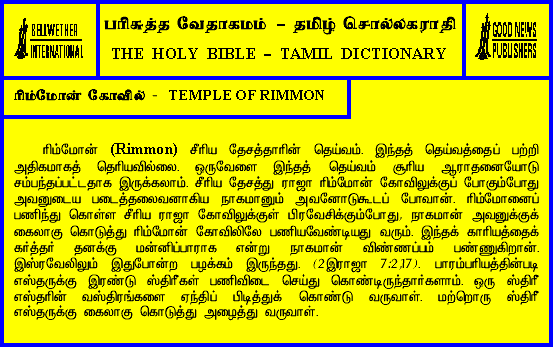 BELLWETHER
INTERNATIONAL
பரிசுத்த வேதாகமம் – தமிழ் சொல்லகராதி
THE HOLY BIBLE – TAMIL DICTIONARY
GOOD NEWS
PUBLISHERS
ரிம்மோன் கோவில் - TEMPLE OF RIMMON
ரிம்மோன் (Rimmon) சீரிய தேசத்தாரின் தெய்வம். இந்தத் தெய்வத்தைப் பற்றி
அதிகமாகத் தெரியவில்லை. ஒருவேளை இந்தத் தெய்வம் சூரிய ஆராதனையோடு
சம்பந்தப்பட்டதாக இருக்கலாம். சீரிய தேசத்து ராஜா ரிம்மோன் கோவிலுக்குப் போகும்போது
அவனுடைய படைத்தலைவனாகிய நாகமானும் அவனோடுகூடப் போவான். ரிம்மோனைப்
பணிந்து கொள்ள சீரிய ராஜா கோவிலுக்குள் பிரவேசிக்கும்போது, நாகமான் அவனுக்குக்
கைலாகு கொடுத்து ரிம்மோன் கோவிலிலே பணியவேண்டியது வரும். இந்தக் காரியத்தைக்
கர்த்தர் தனக்கு மன்னிப்பாராக என்று நாகமான் விண்ணப்பம் பண்ணுகிறான்.
இஸ்ரவேலிலும் இதுபோன்ற பழக்கம் இருந்தது. (2இராஜா 7:2,17). பாரம்பரியத்தின்படி
எஸ்தருக்கு இரண்டு ஸ்திரீகள் பணிவிடை செய்து கொண்டிருந்தார்களாம். ஒரு ஸ்திரீ
எஸ்தரின் வஸ்திரங்களை ஏந்திப் பிடித்துக் கொண்டு வருவாள். மற்றொரு ஸ்திரீ
எஸ்தருக்கு கைலாகு கொடுத்து அழைத்து வருவாள்.